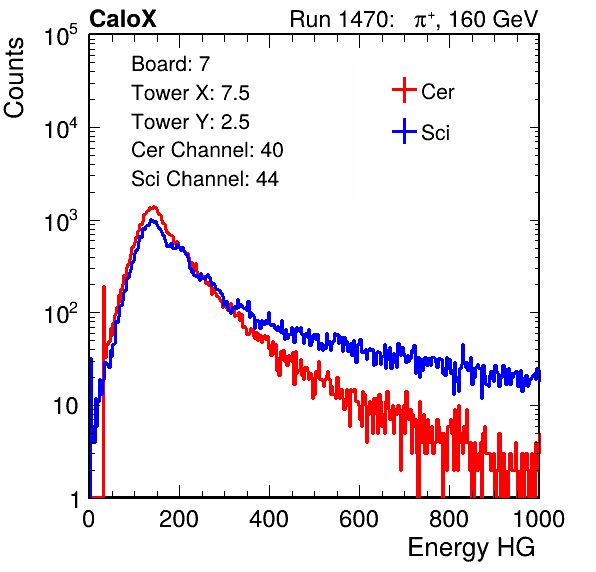 CaloX Run 1470: π⁺, 160 GeV
Board: 7
Tower X: 7.5
Tower Y: 2.5
Cer Channel: 40
Sci Channel: 44
Cer
Sci
Counts
10⁵
10⁴
10³
10²
10
1
0 200 400 600 800 1000
Energy HG